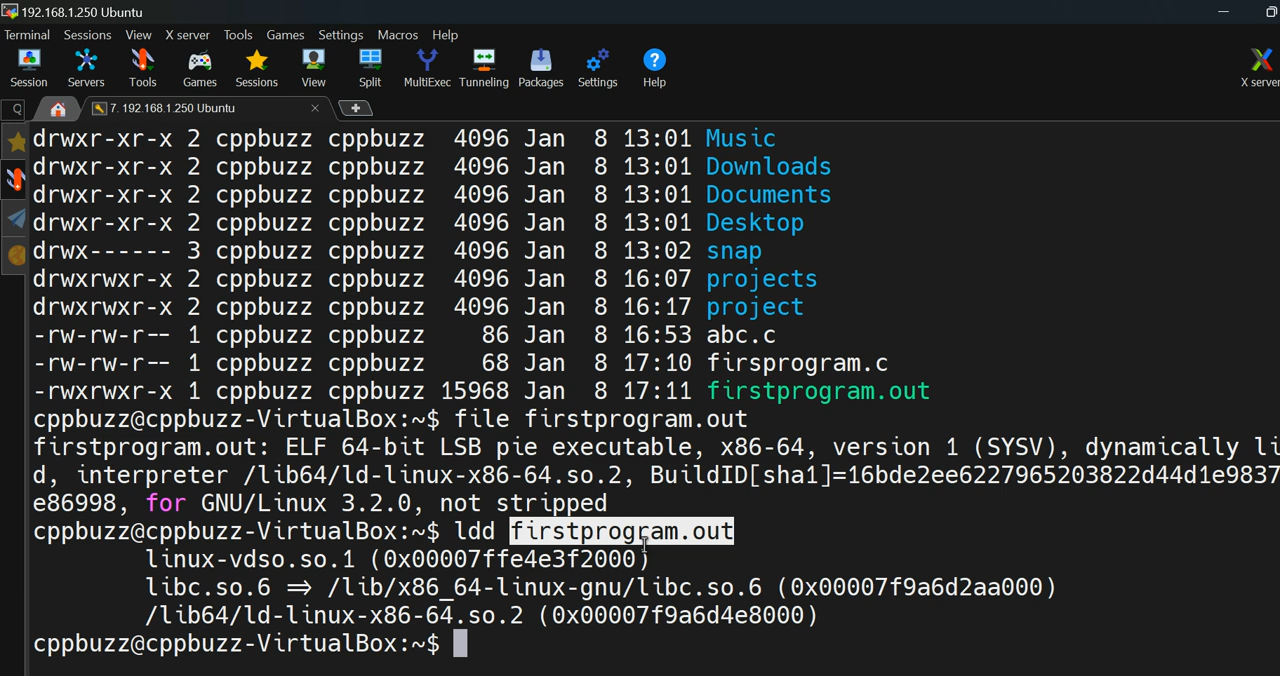 192.168.1.250 Ubuntu
Terminal Sessions View X server Tools Games Settings Macros Help
Session Servers Tools Games Sessions View Split MultiExec Tunneling Packages Settings Help X server
7. 192.168.1.250 Ubuntu
drwxr-xr-x 2 cppbuzz cppbuzz 4096 Jan 8 13:01 Music
drwxr-xr-x 2 cppbuzz cppbuzz 4096 Jan 8 13:01 Downloads
drwxr-xr-x 2 cppbuzz cppbuzz 4096 Jan 8 13:01 Documents
drwxr-xr-x 2 cppbuzz cppbuzz 4096 Jan 8 13:01 Desktop
drwx------ 3 cppbuzz cppbuzz 4096 Jan 8 13:02 snap
drwxrwxr-x 2 cppbuzz cppbuzz 4096 Jan 8 16:07 projects
drwxrwxr-x 2 cppbuzz cppbuzz 4096 Jan 8 16:17 project
-rw-rw-r-- 1 cppbuzz cppbuzz 86 Jan 8 16:53 abc.c
-rw-rw-r-- 1 cppbuzz cppbuzz 68 Jan 8 17:10 firsprogram.c
-rwxrwxr-x 1 cppbuzz cppbuzz 15968 Jan 8 17:11 firstprogram.out
cppbuzz@cppbuzz-VirtualBox:~$ file firstprogram.out
firstprogram.out: ELF 64-bit LSB pie executable, x86-64, version 1 (SYSV), dynamically li
d, interpreter /lib64/ld-linux-x86-64.so.2, BuildID[sha1]=16bde2ee6227965203822d44d1e9837
e86998, for GNU/Linux 3.2.0, not stripped
cppbuzz@cppbuzz-VirtualBox:~$ ldd firstprogram.out
linux-vdso.so.1 (0x00007ffe4e3f2000)
libc.so.6 => /lib/x86_64-linux-gnu/libc.so.6 (0x00007f9a6d2aa000)
/lib64/ld-linux-x86-64.so.2 (0x00007f9a6d4e8000)
cppbuzz@cppbuzz-VirtualBox:~$